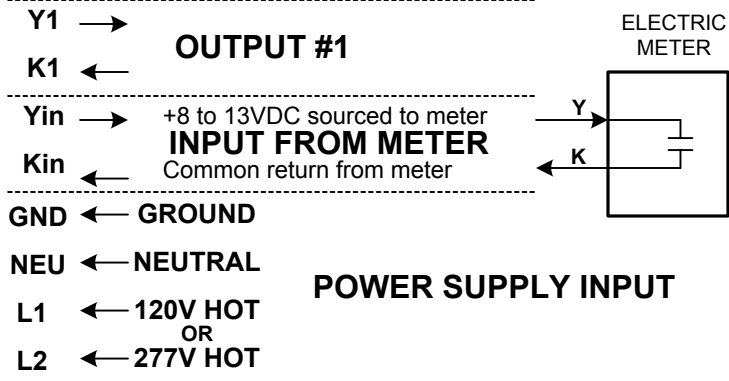 Y1
OUTPUT #1
K1
ELECTRIC
METER
Yin +8 to 13VDC sourced to meter Y
INPUT FROM METER
Kin Common return from meter K
GND GROUND
NEU NEUTRAL
POWER SUPPLY INPUT
L1 120V HOT
OR
L2 277V HOT